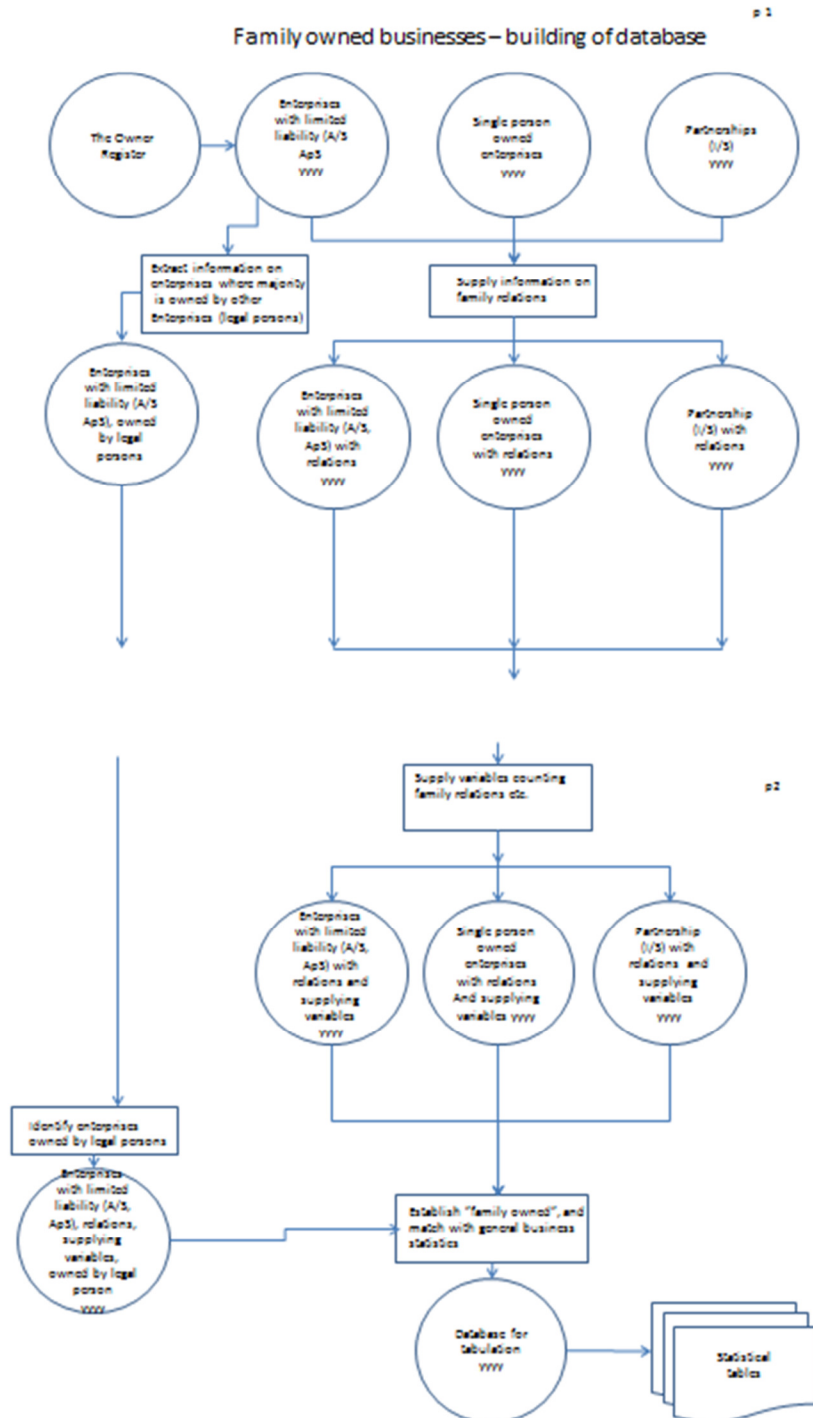 p 1
Family owned businesses – building of database
The Owner
Register
Enterprises
with limited
liability (A/S
ApS
yyyy
Single person
owned
enterprises
yyyy
Partnerships
(I/S)
yyyy
Extract information on
enterprises where majority
is owned by other
Enterprises (legal persons)
Supply information on
family relations
Enterprises
with limited
liability (A/S
ApS), owned
by legal
persons
Enterprises
with limited
liability (A/S,
ApS) with
relations
yyyy
Single person
owned
enterprises
with relations
yyyy
Partnership
(I/S) with
relations
yyyy
Supply variables counting
family relations etc.
p2
Enterprises
with limited
liability (A/S,
ApS) with
relations and
supplying
variables
yyyy
Single person
owned
enterprises
with relations
And supplying
variables yyyy
Partnership
(I/S) with
relations and
supplying
variables
yyyy
Identify enterprises
owned by legal persons
Enterprises
with limited
liability (A/S,
ApS), relations,
supplying
variables,
owned by legal
person
yyyy
Establish "family owned", and
match with general business
statistics
Database for
tabulation
yyyy
Statistical
tables